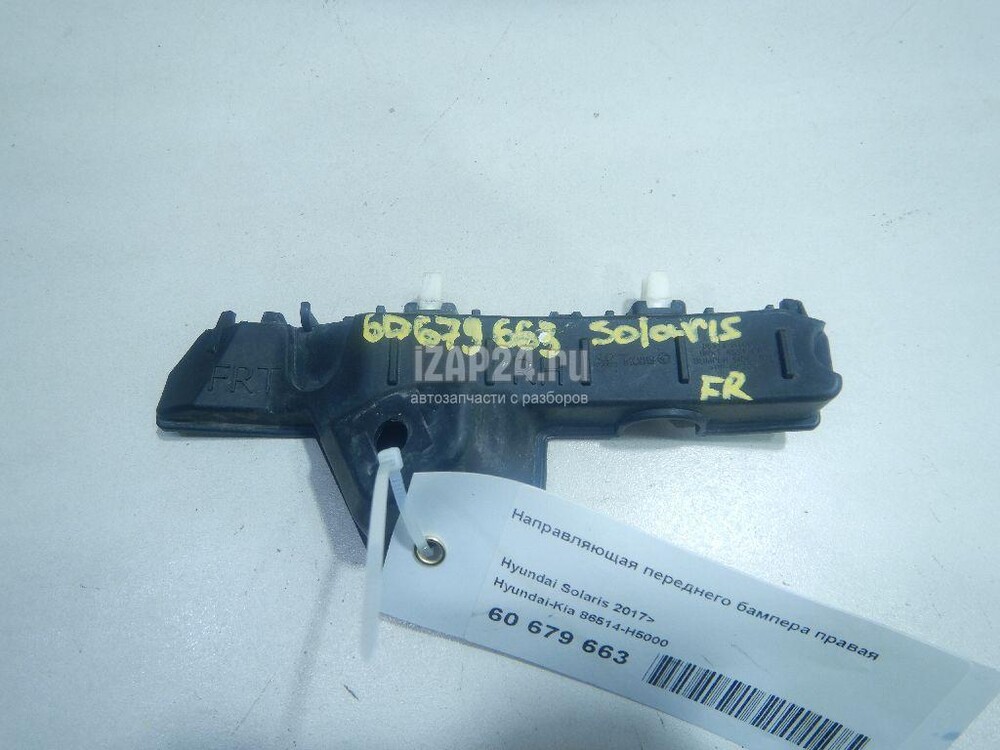 60679663 Solaris
FR
FRT
RH
IZAP24.ru
автозапчасти с разборов
Направляющая переднего бампера правая
Hyundai Solaris 2017>
Hyundai-Kia 86514-H5000
60 679 663